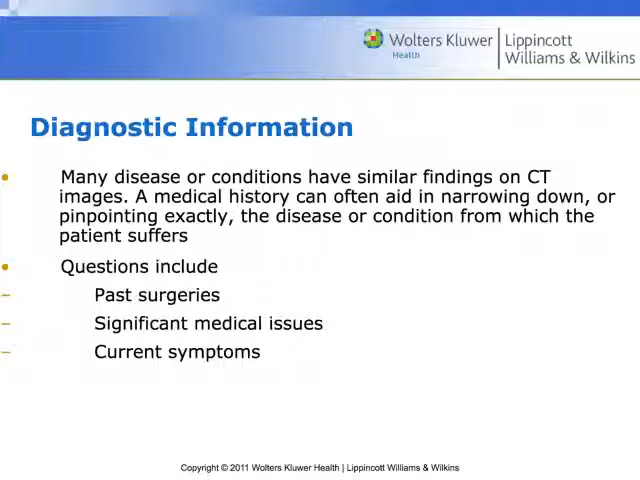 Wolters Kluwer
Health
Lippincott
Williams & Wilkins
Diagnostic Information
• Many disease or conditions have similar findings on CT
images. A medical history can often aid in narrowing down, or
pinpointing exactly, the disease or condition from which the
patient suffers
• Questions include
– Past surgeries
– Significant medical issues
– Current symptoms
Copyright © 2011 Wolters Kluwer Health | Lippincott Williams & Wilkins